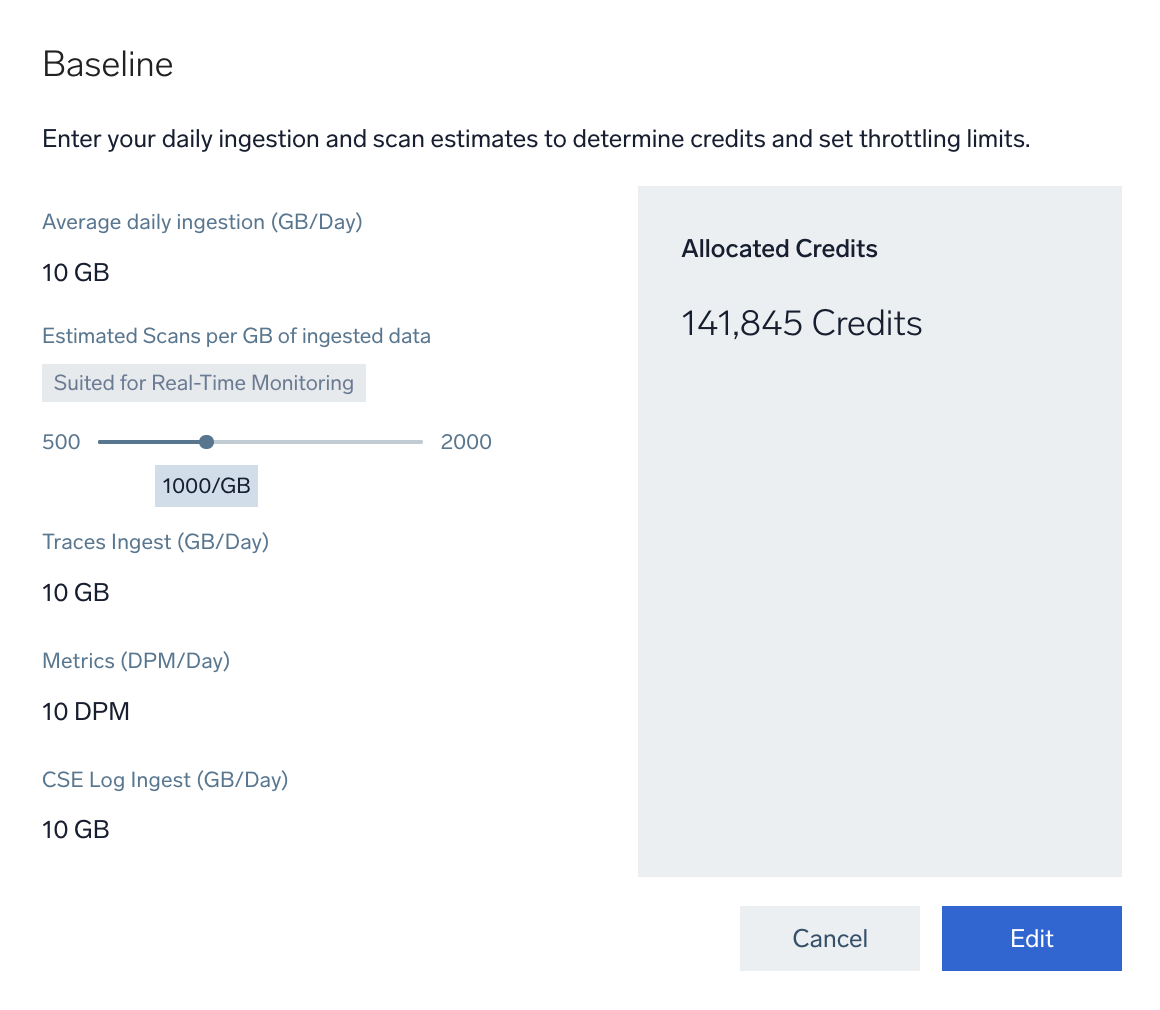 Baseline
Enter your daily ingestion and scan estimates to determine credits and set throttling limits.
Average daily ingestion (GB/Day)
10 GB
Estimated Scans per GB of ingested data
Suited for Real-Time Monitoring
500
2000
1000/GB
Traces Ingest (GB/Day)
10 GB
Metrics (DPM/Day)
10 DPM
CSE Log Ingest (GB/Day)
10 GB
Allocated Credits
141,845 Credits
Cancel
Edit